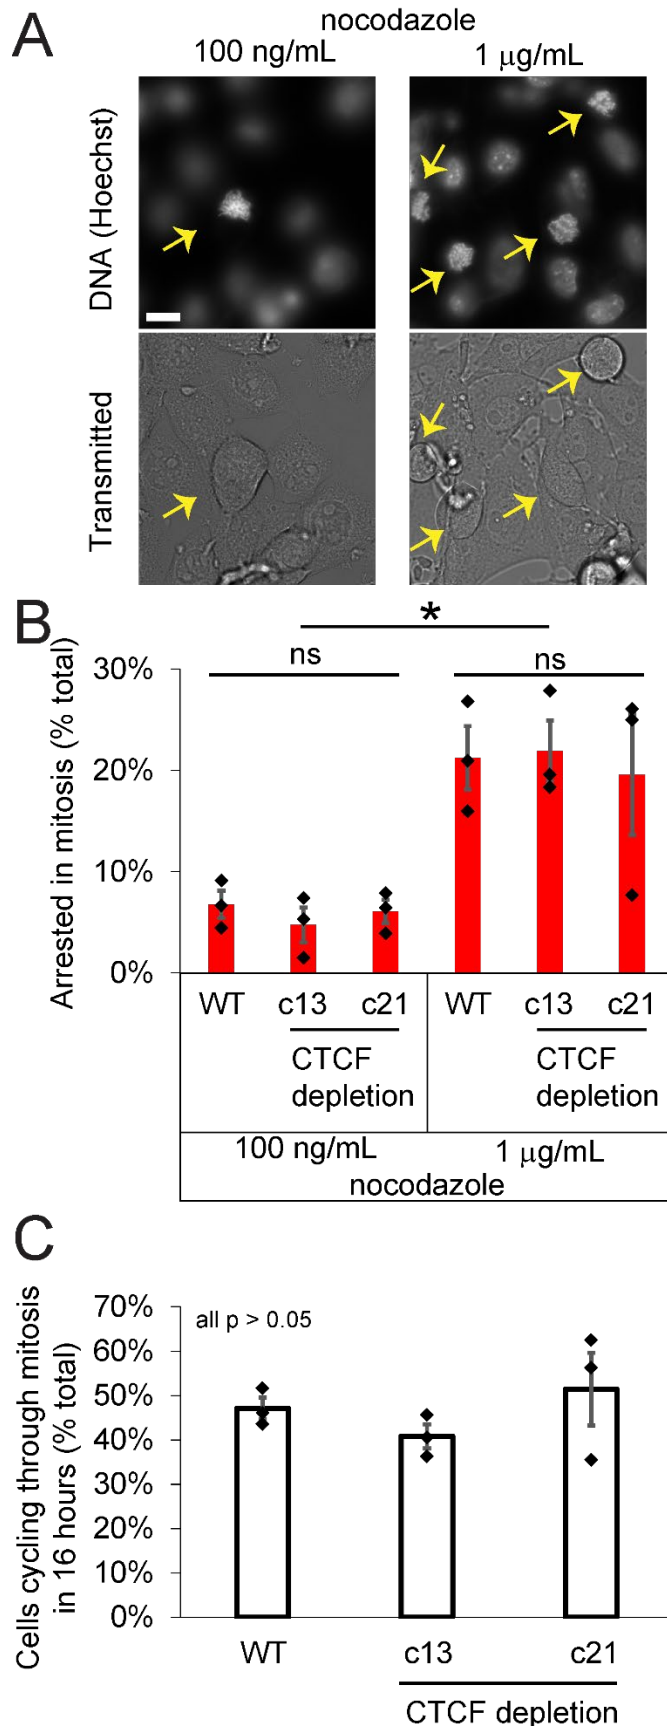 A
nocodazole
100 ng/mL 1 μg/mL
DNA (Hoechst)
Transmitted
B
*
ns ns
Arrested in mitosis (% total)
30%
20%
10%
0%
WT c13 c21 WT c13 c21
CTCF depletion CTCF depletion
100 ng/mL 1 μg/mL
nocodazole
C
Cells cycling through mitosis
in 16 hours (% total)
70%
all p > 0.05
60%
50%
40%
30%
20%
10%
0%
WT c13 c21
CTCF depletion